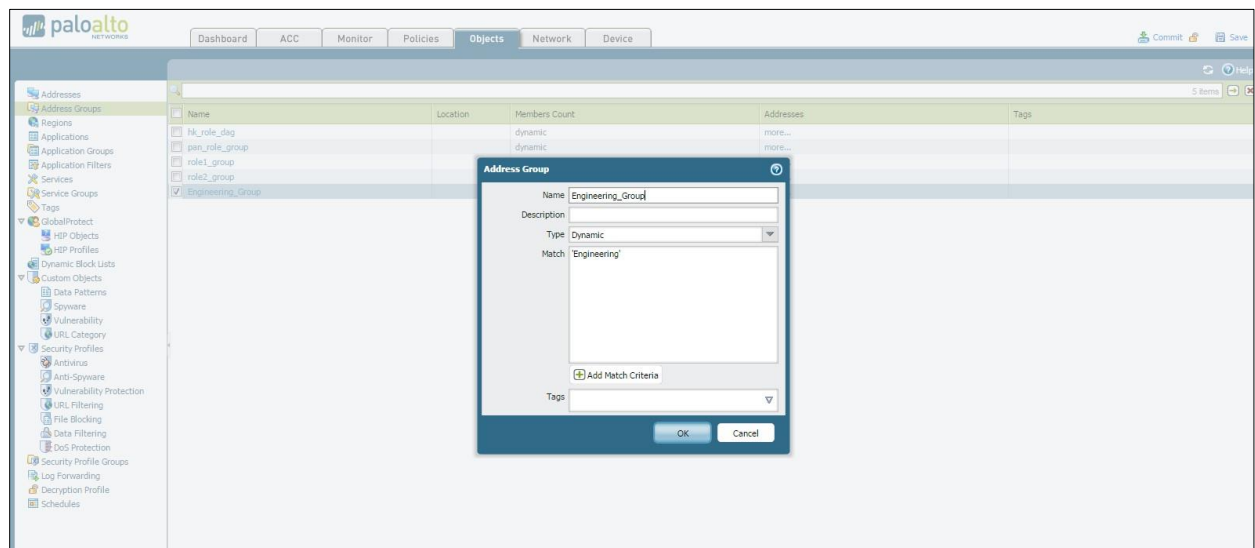 paloalto
NETWORKS
Dashboard ACC Monitor Policies Objects Network Device
Commit Save
Help
5 items
Addresses
Address Groups
Regions
Applications
Application Groups
Application Filters
Services
Service Groups
Tags
GlobalProtect
HIP Objects
HIP Profiles
Dynamic Block Lists
Custom Objects
Data Patterns
Spyware
Vulnerability
URL Category
Security Profiles
Antivirus
Anti-Spyware
Vulnerability Protection
URL Filtering
File Blocking
Data Filtering
DoS Protection
Security Profile Groups
Log Forwarding
Decryption Profile
Schedules
Name Location Members Count Addresses Tags
hk_role_dag dynamic more...
pan_role_group dynamic more...
role1_group
role2_group
Engineering_Group
Address Group
Name Engineering_Group
Description
Type Dynamic
Match 'Engineering'
Add Match Criteria
Tags
OK Cancel